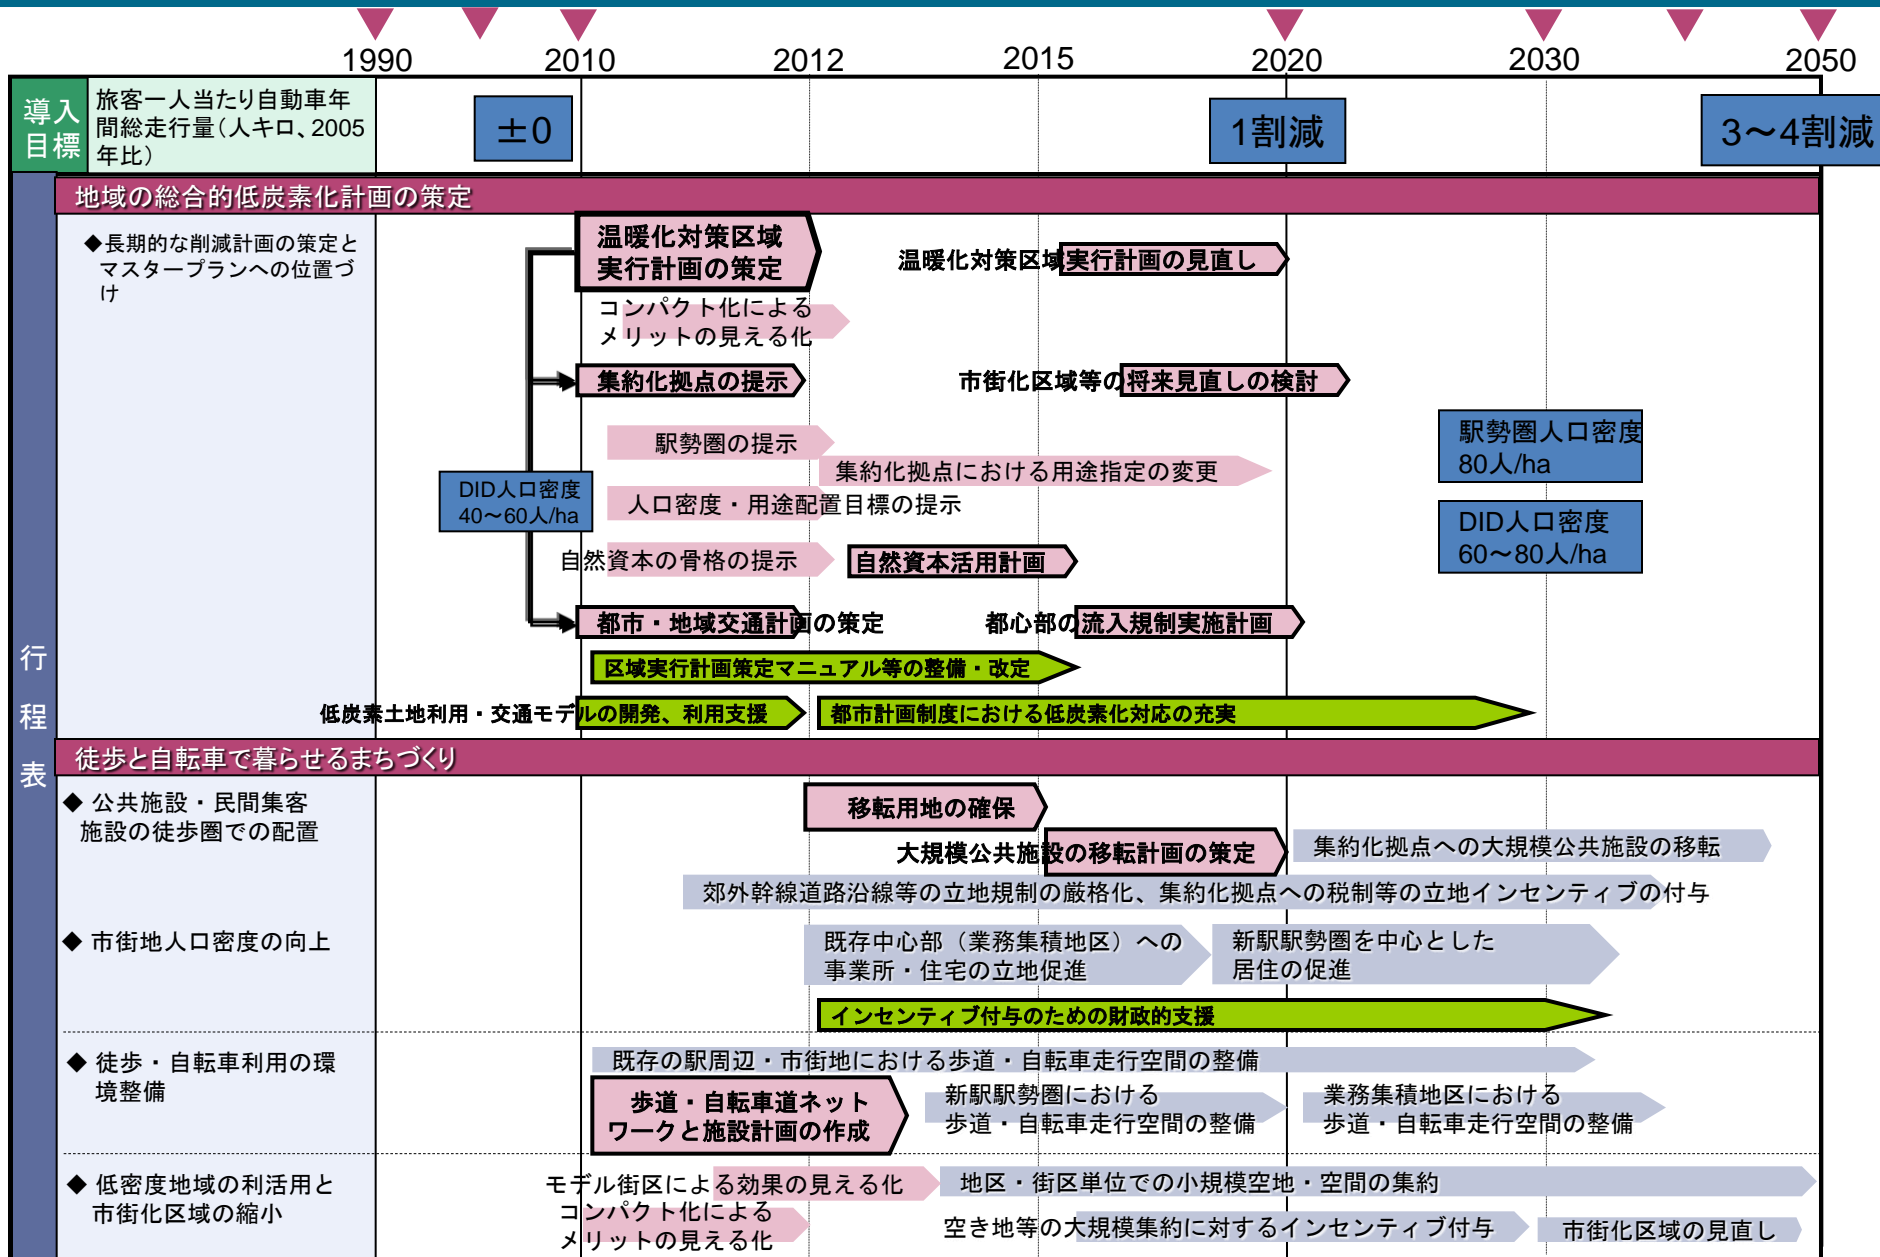 1990 2010 2012 2015 2020 2030 2050
導入
目標
旅客一人当たり自動車年
間総走行量(人キロ、2005
年比)
±0
1割減
3～4割減
行
程
表
地域の総合的低炭素化計画の策定
◆長期的な削減計画の策定と
マスタープランへの位置づ
け
温暖化対策区域
実行計画の策定
温暖化対策区域実行計画の見直し
コンパクト化による
メリットの見える化
集約化拠点の提示
市街化区域等の将来見直しの検討
駅勢圏の提示
集約化拠点における用途指定の変更
駅勢圏人口密度
80人/ha
DID人口密度
40～60人/ha
人口密度・用途配置目標の提示
DID人口密度
60～80人/ha
自然資本の骨格の提示
自然資本活用計画
都市・地域交通計画の策定
都心部の流入規制実施計画
区域実行計画策定マニュアル等の整備・改定
低炭素土地利用・交通モデルの開発、利用支援
都市計画制度における低炭素化対応の充実
徒歩と自転車で暮らせるまちづくり
◆ 公共施設・民間集客
施設の徒歩圏での配置
移転用地の確保
大規模公共施設の移転計画の策定
集約化拠点への大規模公共施設の移転
郊外幹線道路沿線等の立地規制の厳格化、集約化拠点への税制等の立地インセンティブの付与
◆ 市街地人口密度の向上
既存中心部（業務集積地区）への
事業所・住宅の立地促進
新駅駅勢圏を中心とした
居住の促進
インセンティブ付与のための財政的支援
◆ 徒歩・自転車利用の環
境整備
既存の駅周辺・市街地における歩道・自転車走行空間の整備
歩道・自転車道ネット
ワークと施設計画の作成
新駅駅勢圏における
歩道・自転車走行空間の整備
業務集積地区における
歩道・自転車走行空間の整備
◆ 低密度地域の利活用と
市街化区域の縮小
モデル街区による効果の見える化
地区・街区単位での小規模空地・空間の集約
コンパクト化による
メリットの見える化
空き地等の大規模集約に対するインセンティブ付与
市街化区域の見直し